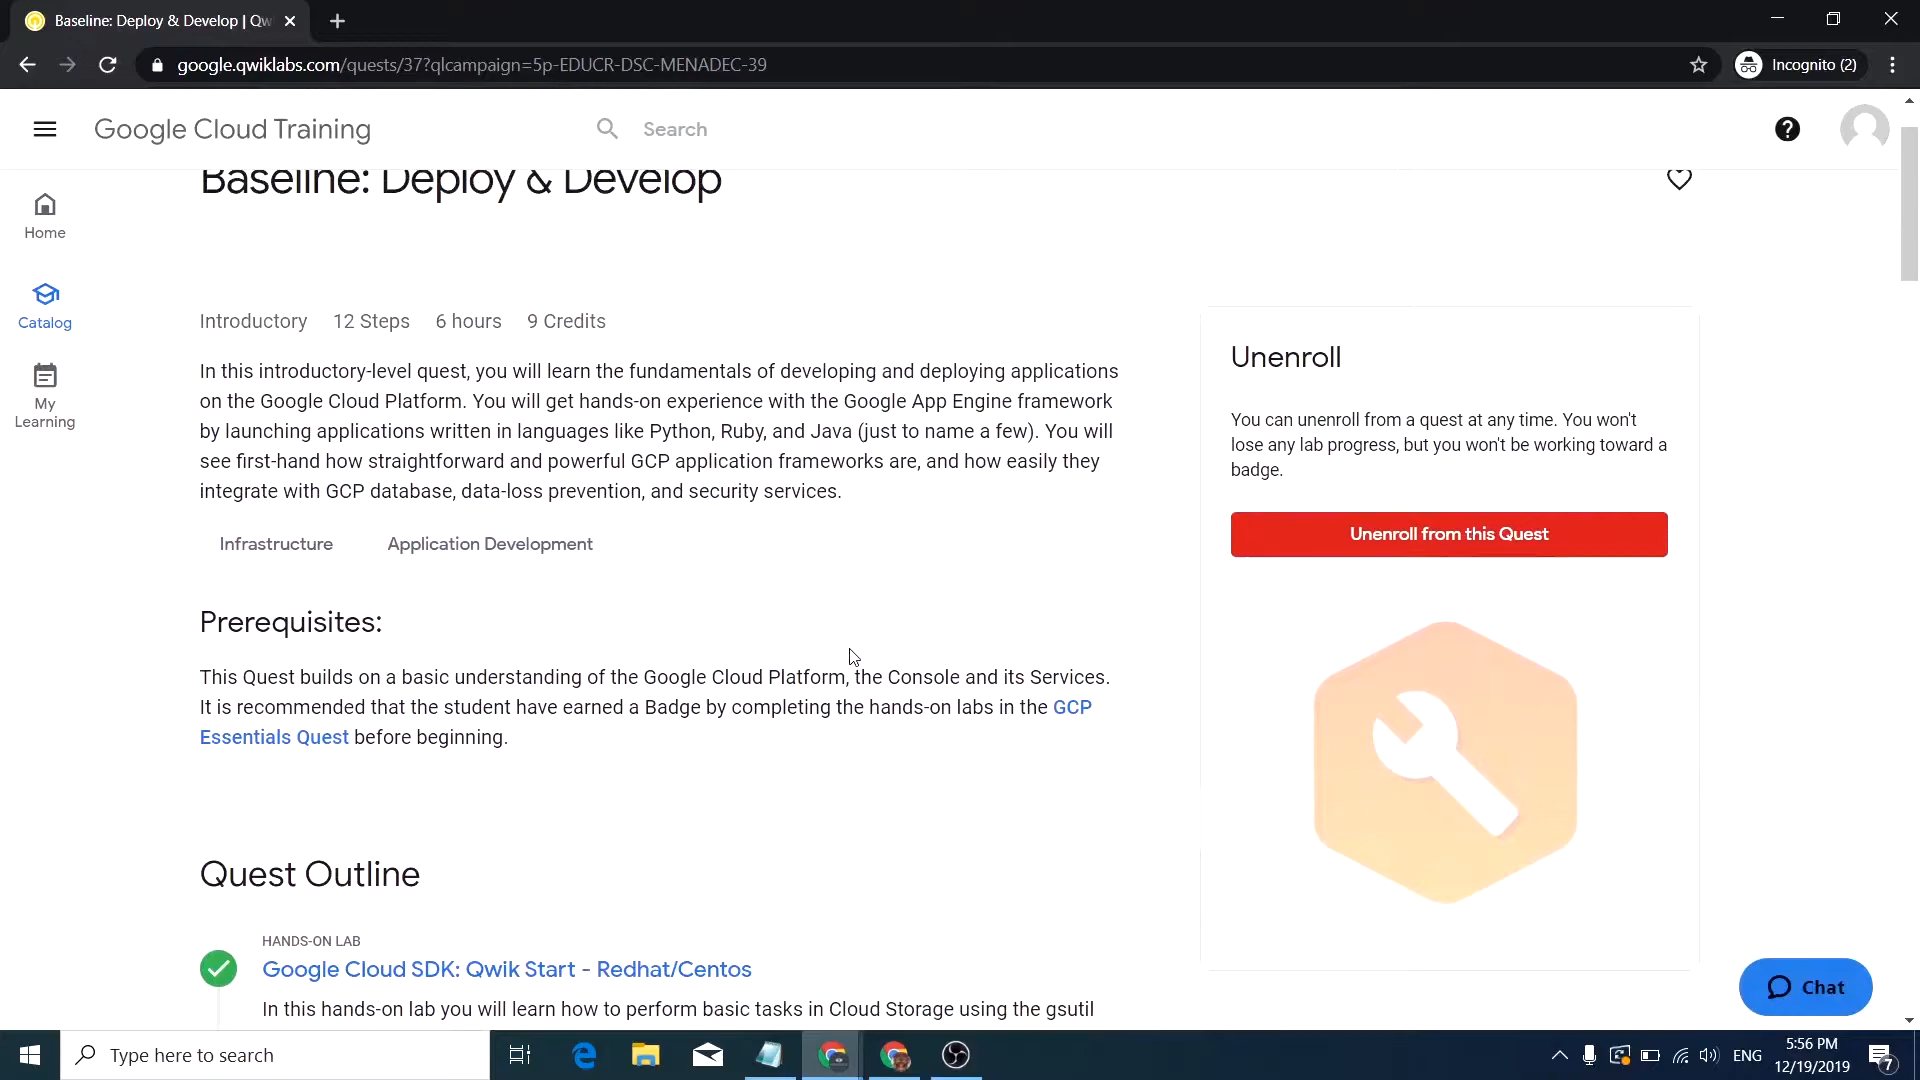 Baseline: Deploy & Develop | Qw
google.qwiklabs.com/quests/37?qlcampaign=5p-EDUCR-DSC-MENADEC-39
Incognito (2)
Google Cloud Training
Search
Home
Catalog
My
Learning
Baseline: Deploy & Develop
Introductory 12 Steps 6 hours 9 Credits
In this introductory-level quest, you will learn the fundamentals of developing and deploying applications
on the Google Cloud Platform. You will get hands-on experience with the Google App Engine framework
by launching applications written in languages like Python, Ruby, and Java (just to name a few). You will
see first-hand how straightforward and powerful GCP application frameworks are, and how easily they
integrate with GCP database, data-loss prevention, and security services.
Infrastructure Application Development
Prerequisites:
This Quest builds on a basic understanding of the Google Cloud Platform, the Console and its Services.
It is recommended that the student have earned a Badge by completing the hands-on labs in the GCP
Essentials Quest before beginning.
Quest Outline
HANDS-ON LAB
Google Cloud SDK: Qwik Start - Redhat/Centos
In this hands-on lab you will learn how to perform basic tasks in Cloud Storage using the gsutil
Unenroll
You can unenroll from a quest at any time. You won't
lose any lab progress, but you won't be working toward a
badge.
Unenroll from this Quest
Chat
Type here to search
ENG
5:56 PM
12/19/2019
7